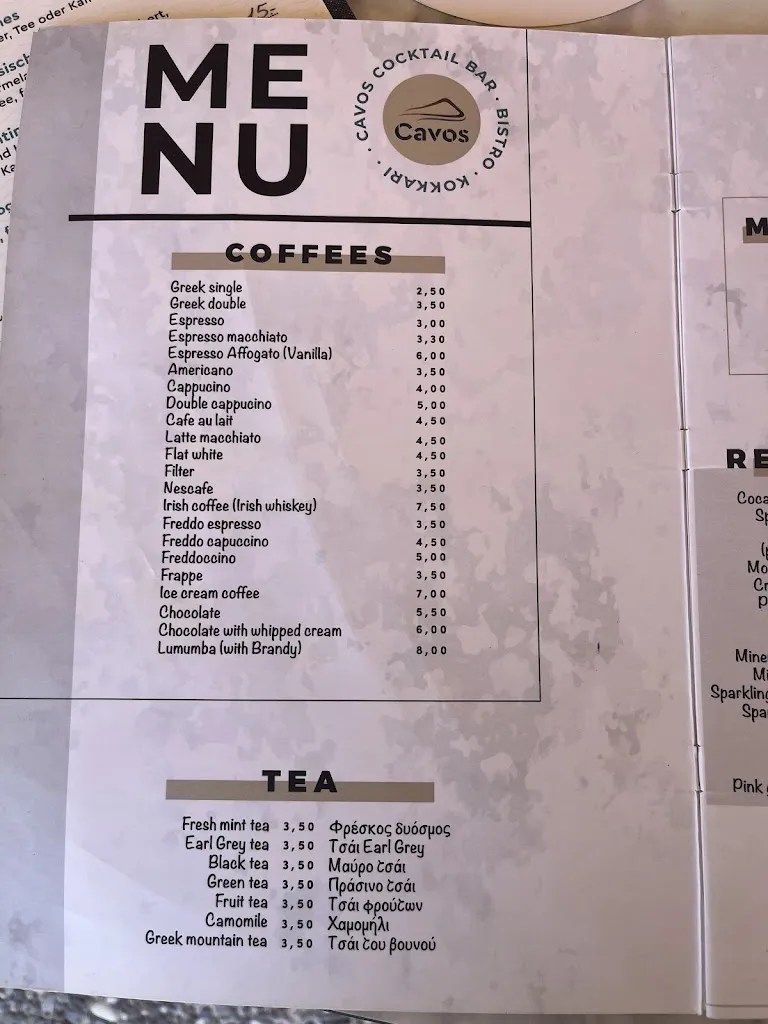 15=
ME
NU
CAVOS COCKTAIL BAR · BISTRO · KOKKARI ·
Cavos
COFFEES
Greek single 2,50
Greek double 3,50
Espresso 3,00
Espresso macchiato 3,30
Espresso Affogato (Vanilla) 6,00
Americano 3,50
Cappucino 4,00
Double cappucino 5,00
Cafe au lait 4,50
Latte macchiato 4,50
Flat white 4,50
Filter 3,50
Nescafe 3,50
Irish coffee (Irish whiskey) 7,50
Freddo espresso 3,50
Freddo capuccino 4,50
Freddoccino 5,00
Frappe 3,50
Ice cream coffee 7,00
Chocolate 5,50
Chocolate with whipped cream 6,00
Lumumba (with Brandy) 8,00
TEA
Fresh mint tea 3,50 Φρέσκος δυόσμος
Earl Grey tea 3,50 Τσάι Earl Grey
Black tea 3,50 Μαύρο τσάι
Green tea 3,50 Πράσινο τσάι
Fruit tea 3,50 Τσάι φρούτων
Camomile 3,50 Χαμομήλι
Greek mountain tea 3,50 Τσάι του βουνού
Sparkling
Pink